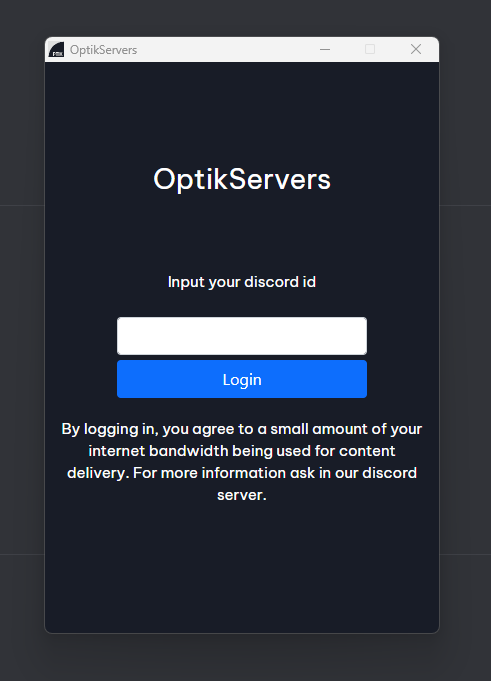 OptikServers
OptikServers
Input your discord id
Login
By logging in, you agree to a small amount of your
internet bandwidth being used for content
delivery. For more information ask in our discord
server.